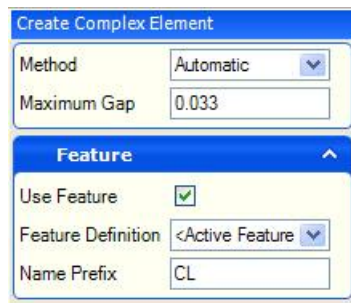 Create Complex Element
Method Automatic
Maximum Gap 0.033
Feature
Use Feature
Feature Definition <Active Feature
Name Prefix CL